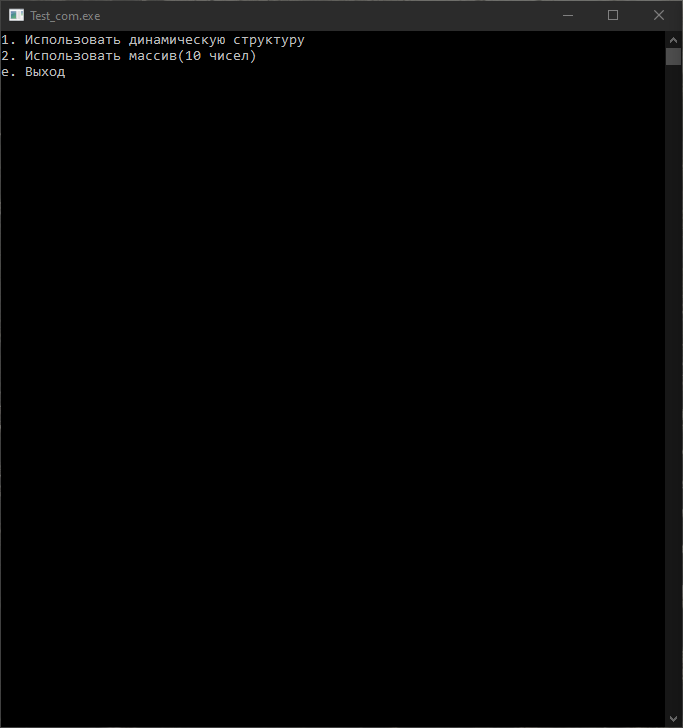 Test_com.exe
1. Использовать динамическую структуру
2. Использовать массив(10 чисел)
e. Выход